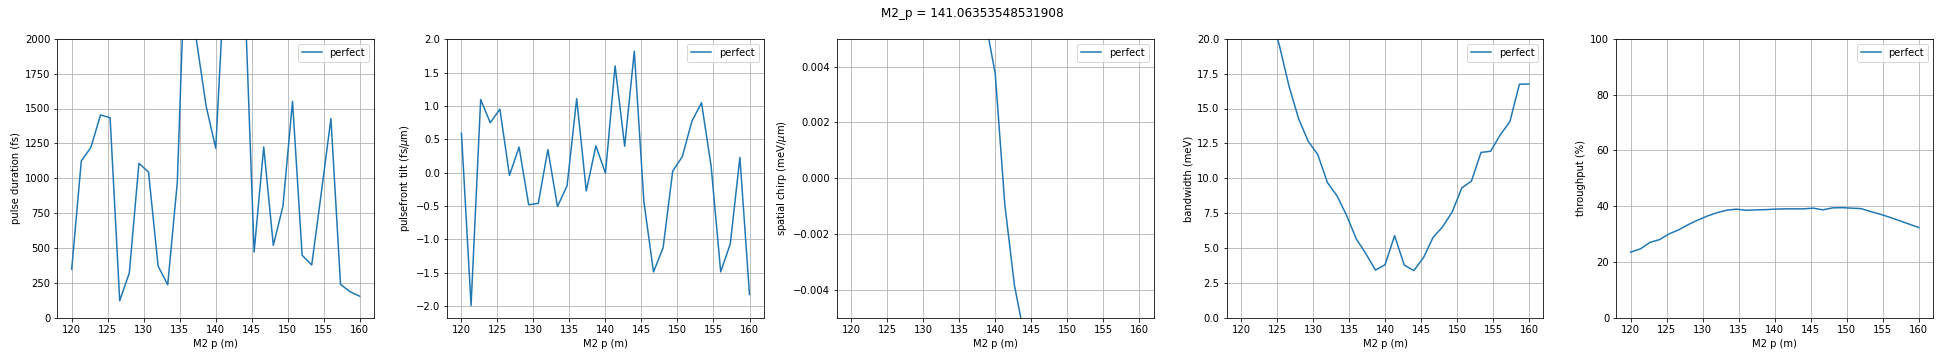 M2_p = 141.06353548531908
pulse duration (fs)
2000
1750
1500
1250
1000
750
500
250
0
120 125 130 135 140 145 150 155 160
M2 p (m)
perfect
pulsefront tilt (fs/μm)
2.0
1.5
1.0
0.5
0.0
−0.5
−1.0
−1.5
−2.0
120 125 130 135 140 145 150 155 160
M2 p (m)
perfect
spatial chirp (meV/μm)
0.004
0.002
0.000
−0.002
−0.004
120 125 130 135 140 145 150 155 160
M2 p (m)
perfect
bandwidth (meV)
20.0
17.5
15.0
12.5
10.0
7.5
5.0
2.5
0.0
120 125 130 135 140 145 150 155 160
M2 p (m)
perfect
throughput (%)
100
80
60
40
20
0
120 125 130 135 140 145 150 155 160
M2 p (m)
perfect